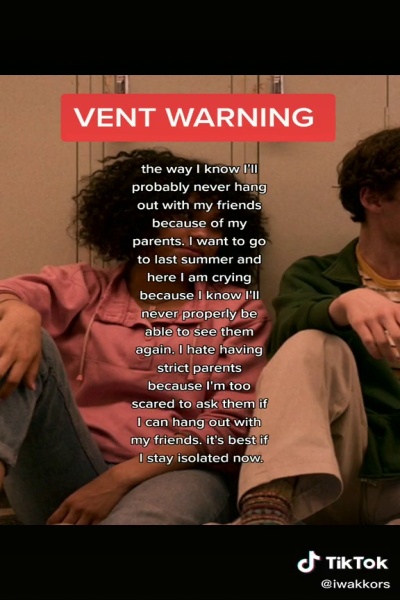 VENT WARNING
the way I know I'll
probably never hang
out with my friends
because of my
parents. I want to go
to last summer and
here I am crying
because I know I'll
never properly be
able to see them
again. I hate having
strict parents
because I'm too
scared to ask them if
I can hang out with
my friends. it's best if
I stay isolated now.
TikTok
@iwakkors